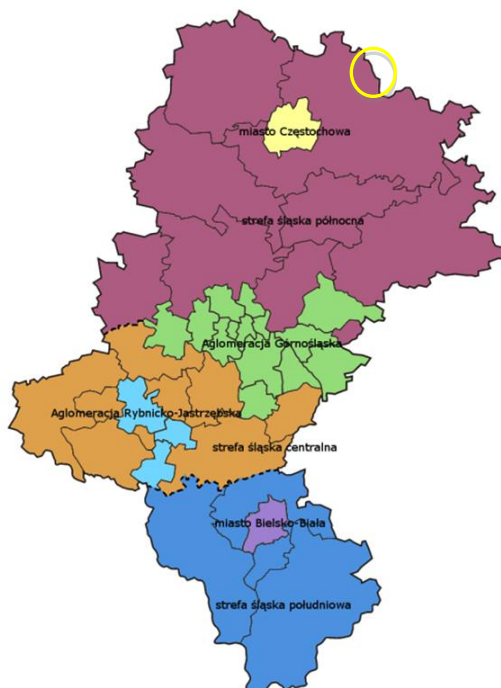 miasto Częstochowa
strefa śląska północna
Aglomeracja Górnośląska
Aglomeracja Rybnicko-Jastrzębska
strefa śląska centralna
miasto Bielsko-Biała
strefa śląska południowa